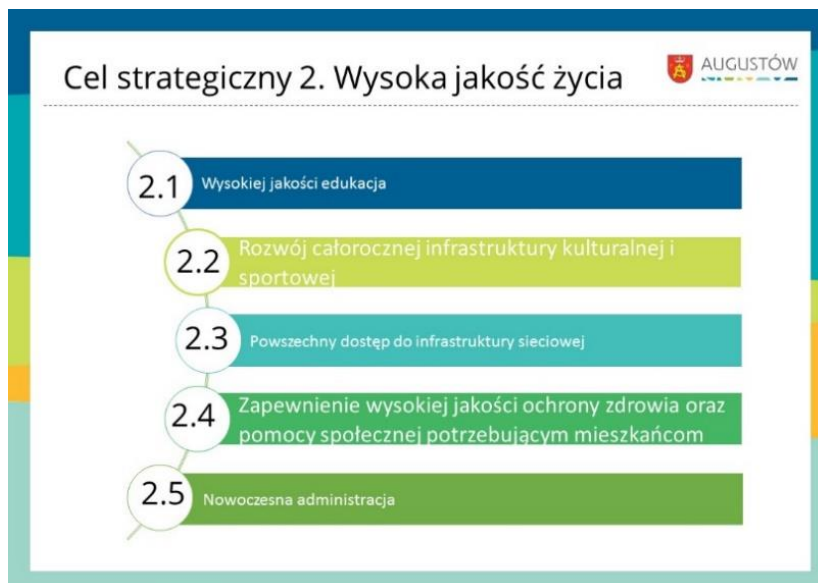 Cel strategiczny 2. Wysoka jakość życia
AUGUSTÓW
2.1
Wysokiej jakości edukacja
2.2
Rozwój całorocznej infrastruktury kulturalnej i
sportowej
2.3
Powszechny dostęp do infrastruktury sieciowej
2.4
Zapewnienie wysokiej jakości ochrony zdrowia oraz
pomocy społecznej potrzebującym mieszkańcom
2.5
Nowoczesna administracja